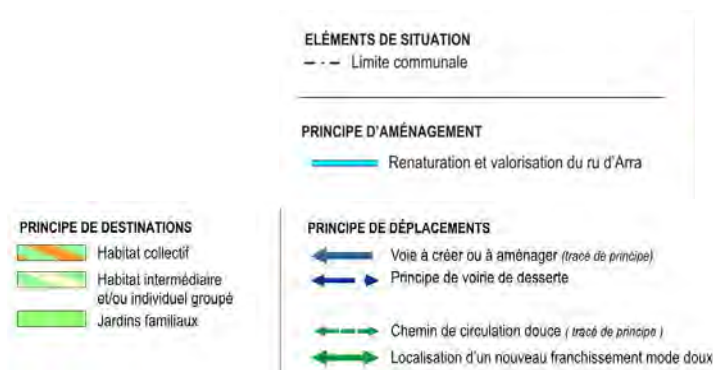 ELÉMENTS DE SITUATION
Limite communale
PRINCIPE D'AMÉNAGEMENT
Renaturation et valorisation du ru d'Arra
PRINCIPE DE DESTINATIONS
Habitat collectif
Habitat intermédiaire
et/ou individuel groupé
Jardins familiaux
PRINCIPE DE DÉPLACEMENTS
Voie à créer ou à aménager (tracé de principe)
Principe de voirie de desserte
Chemin de circulation douce ( tracé de principe )
Localisation d'un nouveau franchissement mode doux